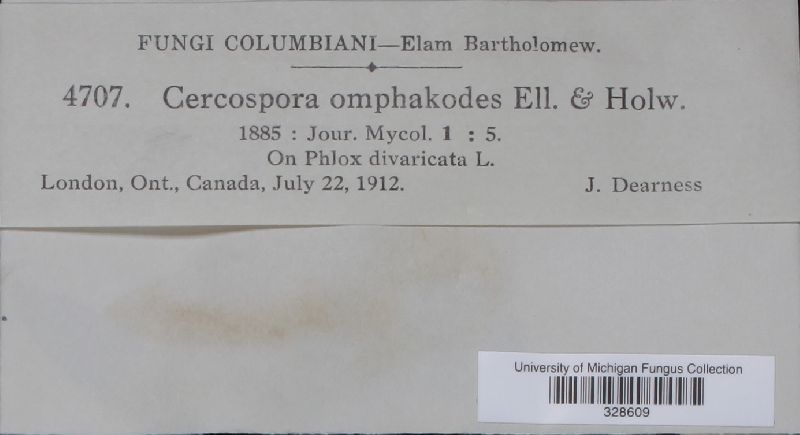 FUNGI COLUMBIANI—Elam Bartholomew.
4707. Cercospora omphakodes Ell. & Holw.
1885 : Jour. Mycol. 1 : 5.
On Phlox divaricata L.
London, Ont., Canada, July 22, 1912. J. Dearness
University of Michigan Fungus Collection
328609